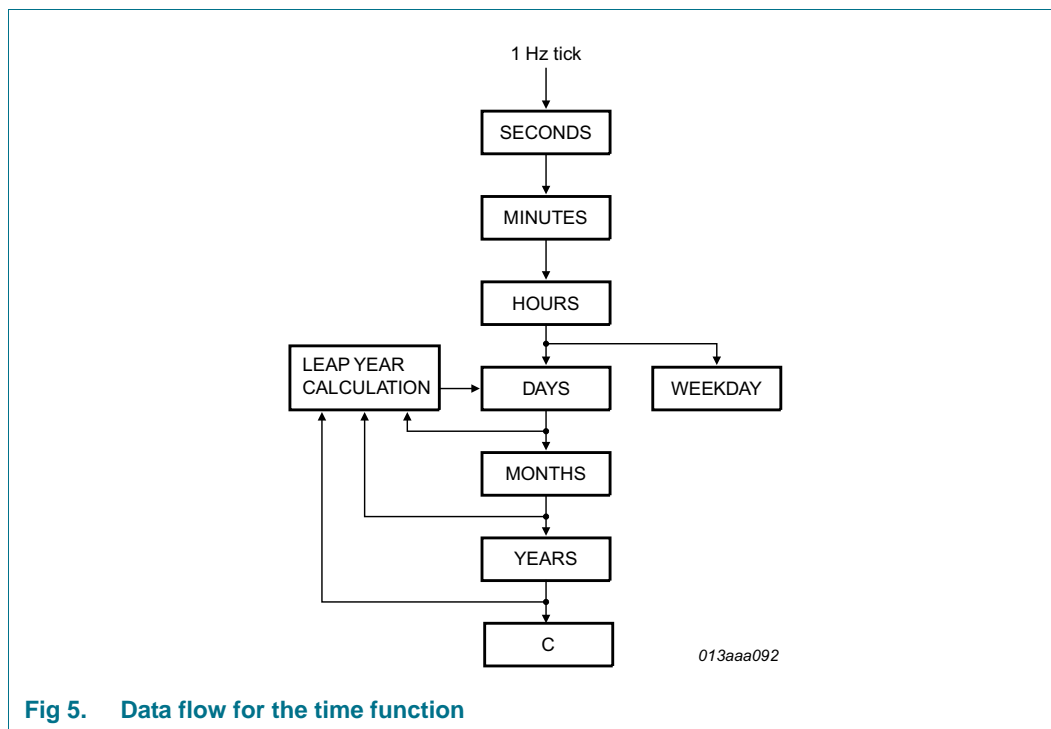 1 Hz tick
SECONDS
MINUTES
HOURS
LEAP YEAR
CALCULATION
DAYS
WEEKDAY
MONTHS
YEARS
C
013aaa092
Fig 5. Data flow for the time function